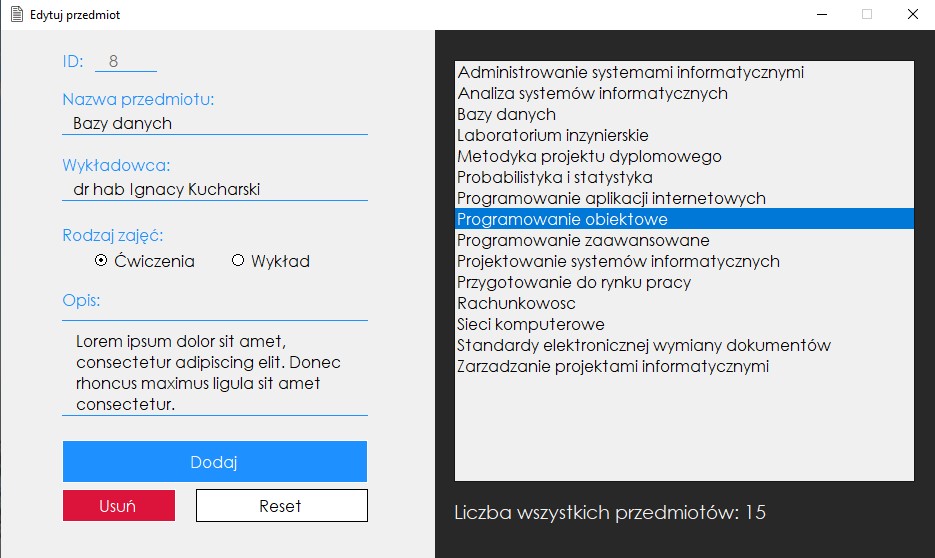 Edytuj przedmiot
ID: 8
Nazwa przedmiotu:
Bazy danych
Wykładowca:
dr hab Ignacy Kucharski
Rodzaj zajęć:
Ćwiczenia Wykład
Opis:
Lorem ipsum dolor sit amet,
consectetur adipiscing elit. Donec
rhoncus maximus ligula sit amet
consectetur.
Dodaj
Usuń Reset
Administrowanie systemami informatycznymi
Analiza systemów informatycznych
Bazy danych
Laboratorium inzynierskie
Metodyka projektu dyplomowego
Probabilistyka i statystyka
Programowanie aplikacji internetowych
Programowanie obiektowe
Programowanie zaawansowane
Projektowanie systemów informatycznych
Przygotowanie do rynku pracy
Rachunkowosc
Sieci komputerowe
Standardy elektronicznej wymiany dokumentów
Zarzadzanie projektami informatycznymi
Liczba wszystkich przedmiotów: 15